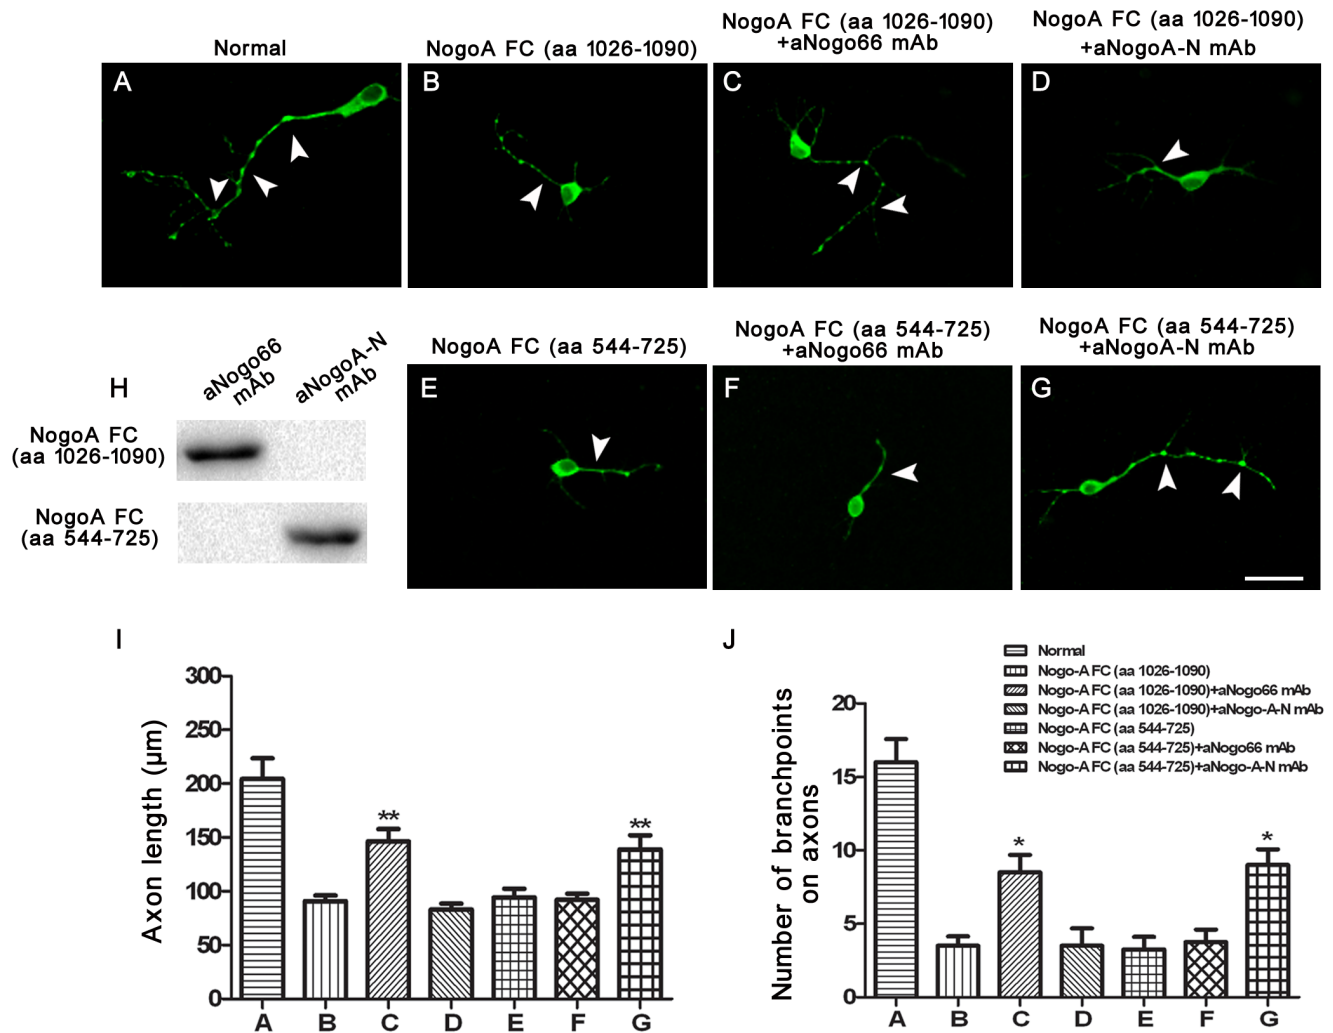 Normal
NogoA FC (aa 1026-1090)
NogoA FC (aa 1026-1090)
+aNogo66 mAb
NogoA FC (aa 1026-1090)
+aNogoA-N mAb
A
B
C
D
H
aNogo66
mAb
aNogoA-N
mAb
NogoA FC
(aa 1026-1090)
NogoA FC
(aa 544-725)
NogoA FC (aa 544-725)
NogoA FC (aa 544-725)
+aNogo66 mAb
NogoA FC (aa 544-725)
+aNogoA-N mAb
E
F
G
I
Axon length (µm)
300
250
200
150
100
50
0
**
**
A B C D E F G
J
Normal
Nogo-A FC (aa 1026-1090)
Nogo-A FC (aa 1026-1090)+aNogo66 mAb
Nogo-A FC (aa 1026-1090)+aNogo-A-N mAb
Nogo-A FC (aa 544-725)
Nogo-A FC (aa 544-725)+aNogo66 mAb
Nogo-A FC (aa 544-725)+aNogo-A-N mAb
Number of branchpoints
on axons
20
15
10
5
0
*
*
A B C D E F G